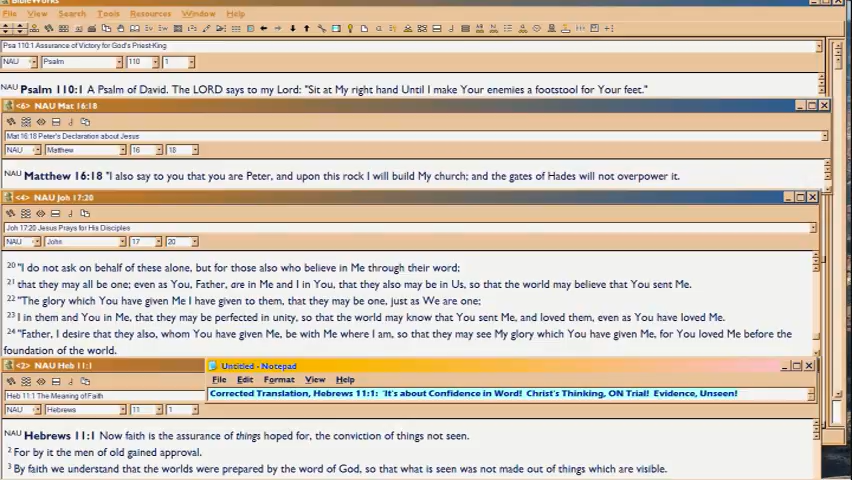 BibleWorks
File View Search Tools Resources Window Help
Psa 110:1 Assurance of Victory for God's Priest-King
NAU Psalm 110 1
NAU Psalm 110:1 A Psalm of David. The LORD says to my Lord: "Sit at My right hand Until I make Your enemies a footstool for Your feet."
<6> NAU Mat 16:18
Mat 16:18 Peter's Declaration about Jesus
NAU Matthew 16 18
NAU Matthew 16:18 "I also say to you that you are Peter, and upon this rock I will build My church; and the gates of Hades will not overpower it.
<4> NAU Joh 17:20
Joh 17:20 Jesus Prays for His Disciples
NAU John 17 20
20 "I do not ask on behalf of these alone, but for those also who believe in Me through their word;
21 that they may all be one; even as You, Father, are in Me and I in You, that they also may be in Us, so that the world may believe that You sent Me.
22 "The glory which You have given Me I have given to them, that they may be one, just as We are one;
23 I in them and You in Me, that they may be perfected in unity, so that the world may know that You sent Me, and loved them, even as You have loved Me.
24 "Father, I desire that they also, whom You have given Me, be with Me where I am, so that they may see My glory which You have given Me, for You loved Me before the
foundation of the world.
<2> NAU Heb 11:1
Untitled - Notepad
File Edit Format View Help
Heb 11:1 The Meaning of Faith
Corrected Translation, Hebrews 11:1: "It's about Confidence in Word! Christ's Thinking, ON Trial! Evidence, Unseen!
NAU Hebrews 11 1
NAU Hebrews 11:1 Now faith is the assurance of things hoped for, the conviction of things not seen.
2 For by it the men of old gained approval.
3 By faith we understand that the worlds were prepared by the word of God, so that what is seen was not made out of things which are visible.